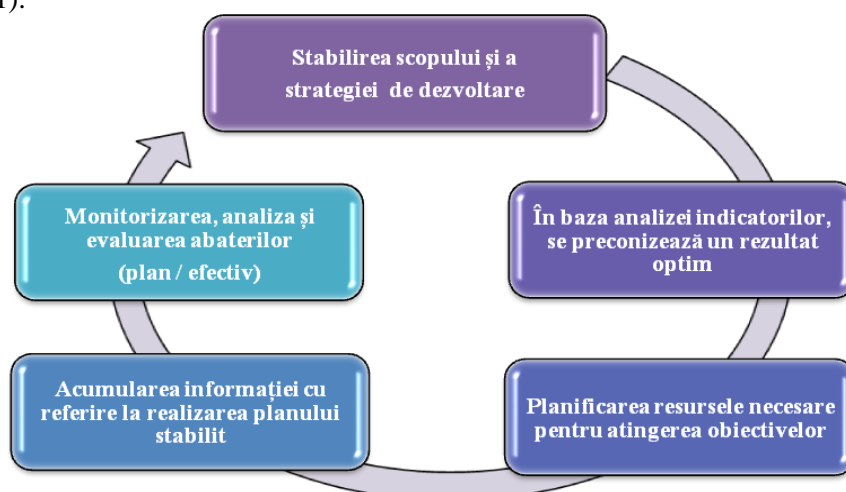 1).
Stabilirea scopului și a
strategiei de dezvoltare
În baza analizei indicatorilor,
se preconizează un rezultat
optim
Planificarea resursele necesare
pentru atingerea obiectivelor
Acumularea informației cu
referire la realizarea planului
stabilit
Monitorizarea, analiza și
evaluarea abaterilor
(plan / efectiv)